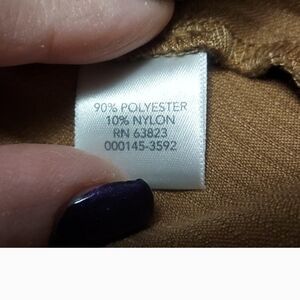 90% POLYESTER
10% NYLON
RN 63823
000145-3592